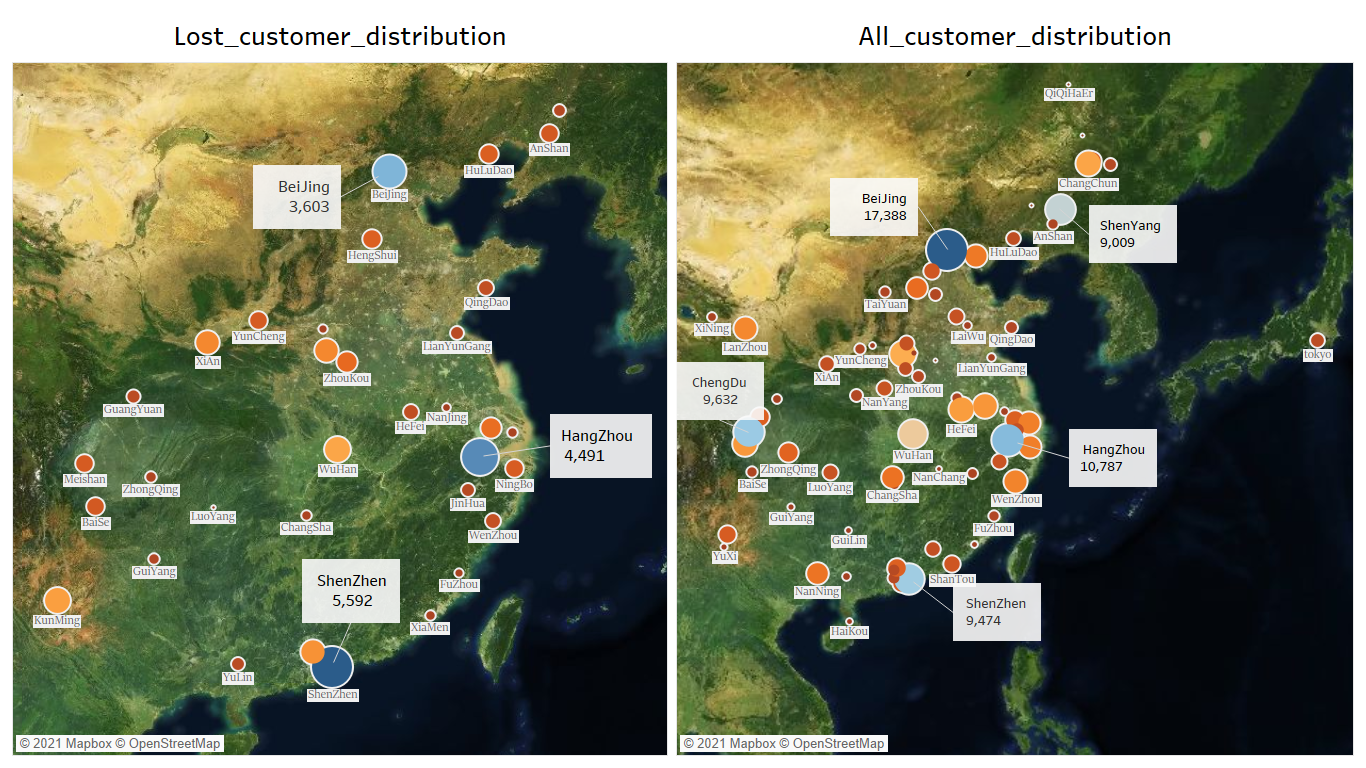 Lost_customer_distribution
AnShan
HuLuDao
BeiJing
3,603
BeiJing
HengShui
QingDao
YunCheng
LianYunGang
XiAn
ZhouKou
GuangYuan
HeFei
NanJing
HangZhou
4,491
WuHan
Meishan
ZhongQing
NingBo
JinHua
BaiSe
LuoYang
ChangSha
WenZhou
GuiYang
ShenZhen
5,592
FuZhou
KunMing
XiaMen
YuLin
ShenZhen
© 2021 Mapbox © OpenStreetMap
All_customer_distribution
QiQiHaEr
ChangChun
BeiJing
17,388
ShenYang
9,009
AnShan
HuLuDao
TaiYuan
XiNing
LanZhou
LaiWu
QingDao
tokyo
YunCheng
XiAn
LianYunGang
ChengDu
9,632
ZhouKou
NanYang
HeFei
WuHan
HangZhou
10,787
ZhongQing
BaiSe
LuoYang
NanChang
ChangSha
WenZhou
GuiYang
FuZhou
GuiLin
YuXi
ShanTou
NanNing
ShenZhen
9,474
HaiKou
© 2021 Mapbox © OpenStreetMap